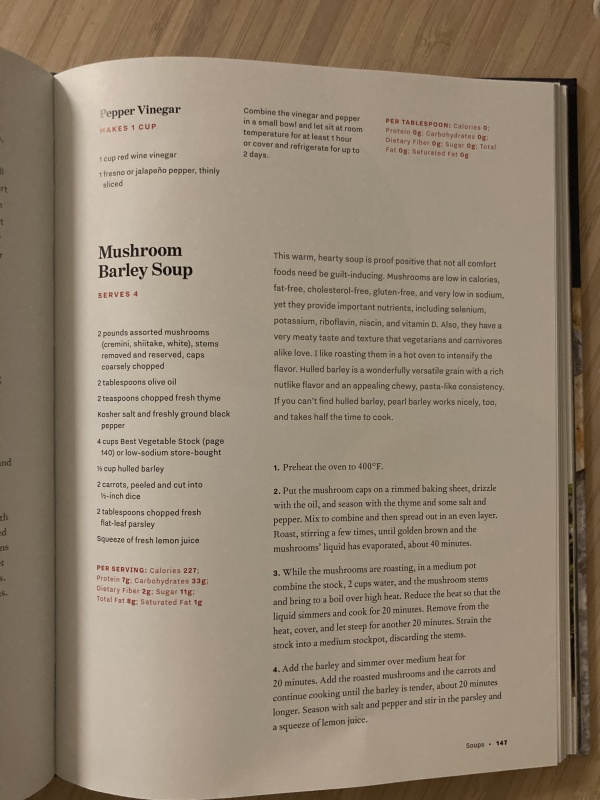 Pepper Vinegar
MAKES 1 CUP
1 cup red wine vinegar
1 fresno or jalapeño pepper, thinly
sliced
Combine the vinegar and pepper
in a small bowl and let sit at room
temperature for at least 1 hour
or cover and refrigerate for up to
2 days.
PER TABLESPOON: Calories 0;
Protein 0g; Carbohydrates 0g;
Dietary Fiber 0g; Sugar 0g; Total
Fat 0g; Saturated Fat 0g
Mushroom
Barley Soup
SERVES 4
2 pounds assorted mushrooms
(cremini, shiitake, white), stems
removed and reserved, caps
coarsely chopped
2 tablespoons olive oil
2 teaspoons chopped fresh thyme
Kosher salt and freshly ground black
pepper
4 cups Best Vegetable Stock (page
140) or low-sodium store-bought
cup hulled barley
2 carrots, peeled and cut into
½-inch dice
2 tablespoons chopped fresh
flat-leaf parsley
Squeeze of fresh lemon juice
PER SERVING: Calories 227;
Protein 7g; Carbohydrates 33g;
Dietary Fiber 2g; Sugar 11g;
Total Fat 8g; Saturated Fat 1g
This warm, hearty soup is proof positive that not all comfort
foods need be guilt-inducing. Mushrooms are low in calories,
fat-free, cholesterol-free, gluten-free, and very low in sodium,
yet they provide important nutrients, including selenium,
potassium, riboflavin, niacin, and vitamin D. Also, they have a
very meaty taste and texture that vegetarians and carnivores
alike love. I like roasting them in a hot oven to intensify the
flavor. Hulled barley is a wonderfully versatile grain with a rich
nutlike flavor and an appealing chewy, pasta-like consistency.
If you can't find hulled barley, pearl barley works nicely, too,
and takes half the time to cook.
1. Preheat the oven to 400°F.
2. Put the mushroom caps on a rimmed baking sheet, drizzle
with the oil, and season with the thyme and some salt and
pepper. Mix to combine and then spread out in an even layer.
Roast, stirring a few times, until golden brown and the
mushrooms' liquid has evaporated, about 40 minutes.
3. While the mushrooms are roasting, in a medium pot
combine the stock, 2 cups water, and the mushroom stems
and bring to a boil over high heat. Reduce the heat so that the
liquid simmers and cook for 20 minutes. Remove from the
heat, cover, and let steep for another 20 minutes. Strain the
stock into a medium stockpot, discarding the stems.
4. Add the barley and simmer over medium heat for
20 minutes. Add the roasted mushrooms and the carrots and
continue cooking until the barley is tender, about 20 minutes
longer. Season with salt and pepper and stir in the parsley and
a squeeze of lemon juice.
Soups • 147